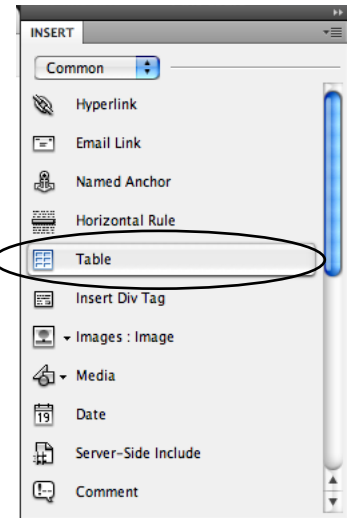 INSERT
Common
Hyperlink
Email Link
Named Anchor
Horizontal Rule
Table
Insert Div Tag
Images : Image
Media
19
Date
Server-Side Include
Comment